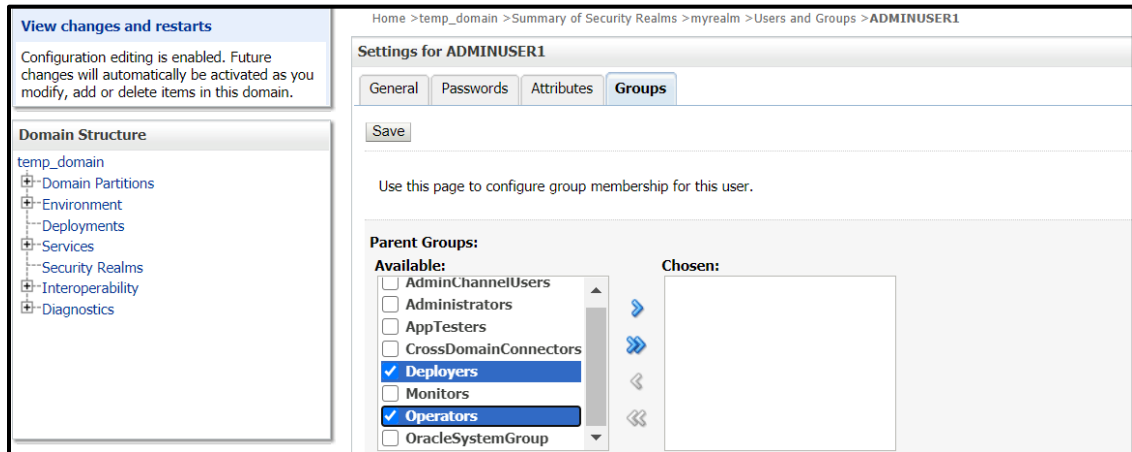 View changes and restarts
Configuration editing is enabled. Future
changes will automatically be activated as you
modify, add or delete items in this domain.
Domain Structure
temp_domain
Domain Partitions
Environment
Deployments
Services
Security Realms
Interoperability
Diagnostics
Home >temp_domain >Summary of Security Realms >myrealm >Users and Groups >ADMINUSER1
Settings for ADMINUSER1
General Passwords Attributes Groups
Save
Use this page to configure group membership for this user.
Parent Groups:
Available: Chosen:
AdminChannelUsers
Administrators
AppTesters
CrossDomainConnectors
Deployers
Monitors
Operators
OracleSystemGroup